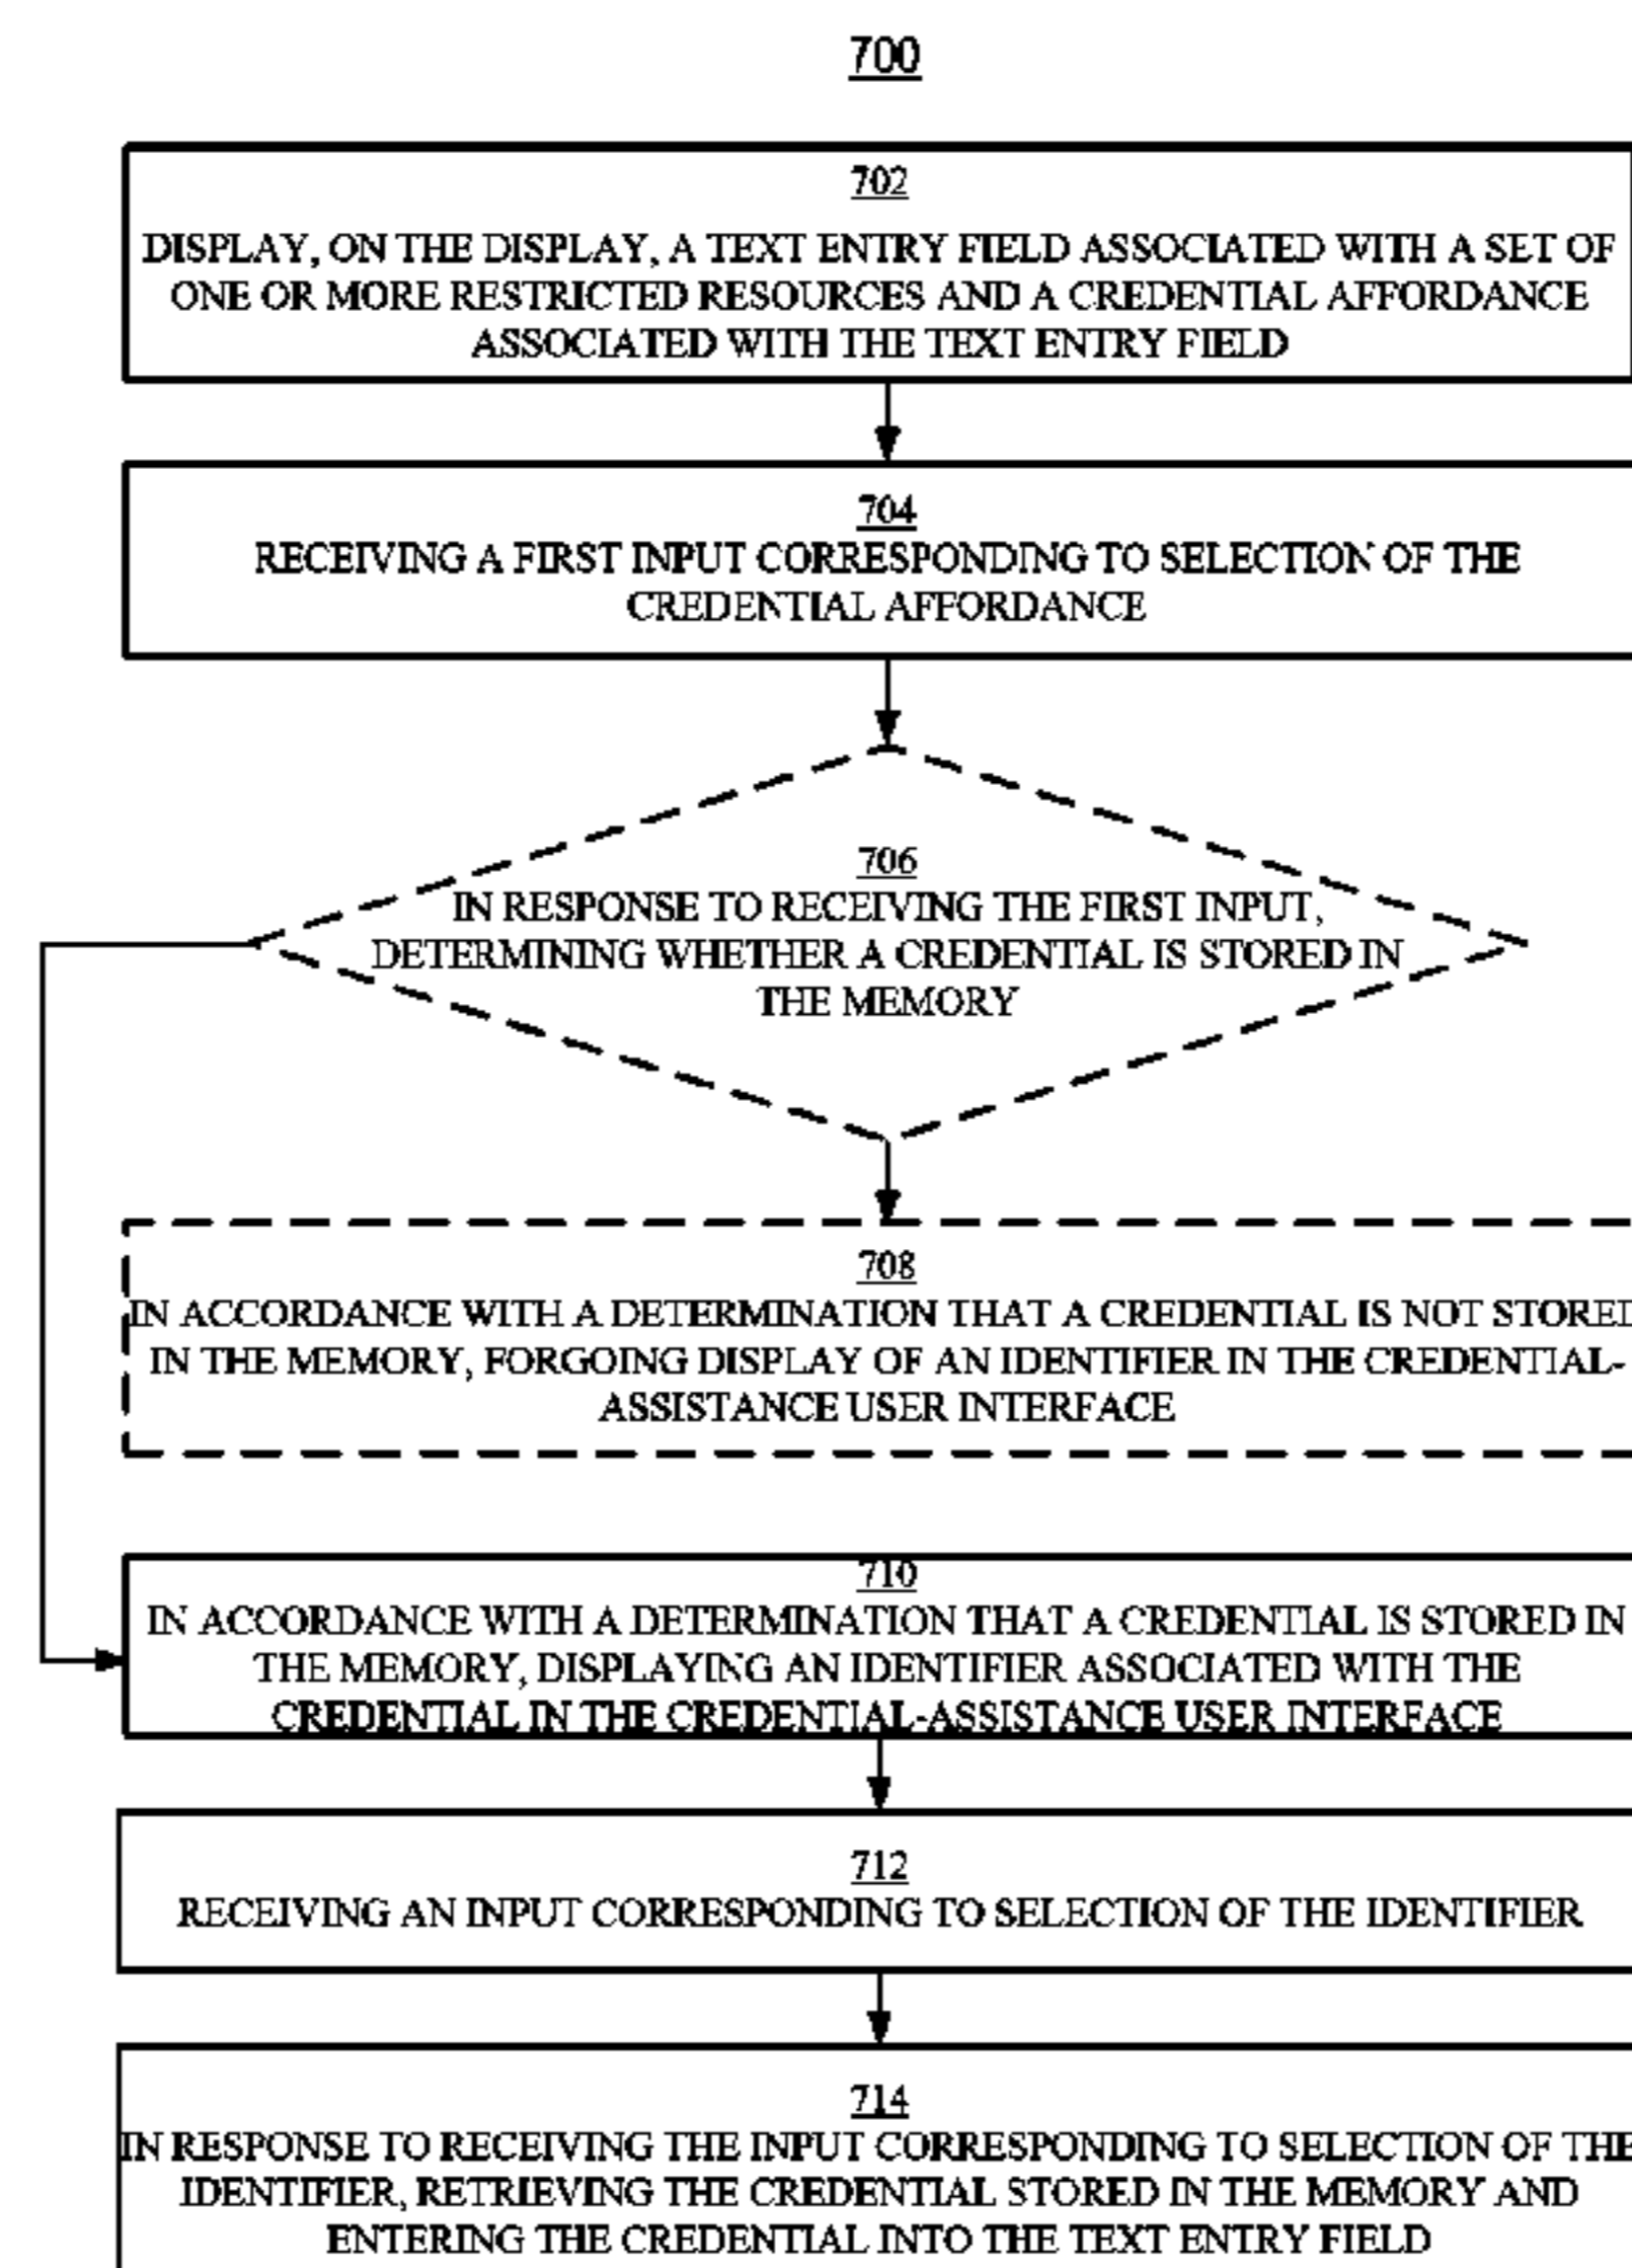 700
702
DISPLAY, ON THE DISPLAY, A TEXT ENTRY FIELD ASSOCIATED WITH A SET OF
ONE OR MORE RESTRICTED RESOURCES AND A CREDENTIAL AFFORDANCE
ASSOCIATED WITH THE TEXT ENTRY FIELD
704
RECEIVING A FIRST INPUT CORRESPONDING TO SELECTION OF THE
CREDENTIAL AFFORDANCE
706
IN RESPONSE TO RECEIVING THE FIRST INPUT,
DETERMINING WHETHER A CREDENTIAL IS STORED IN
THE MEMORY
708
IN ACCORDANCE WITH A DETERMINATION THAT A CREDENTIAL IS NOT STORED
IN THE MEMORY, FORGOING DISPLAY OF AN IDENTIFIER IN THE CREDENTIAL-
ASSISTANCE USER INTERFACE
710
IN ACCORDANCE WITH A DETERMINATION THAT A CREDENTIAL IS STORED IN
THE MEMORY, DISPLAYING AN IDENTIFIER ASSOCIATED WITH THE
CREDENTIAL IN THE CREDENTIAL-ASSISTANCE USER INTERFACE
712
RECEIVING AN INPUT CORRESPONDING TO SELECTION OF THE IDENTIFIER
714
IN RESPONSE TO RECEIVING THE INPUT CORRESPONDING TO SELECTION OF THE
IDENTIFIER, RETRIEVING THE CREDENTIAL STORED IN THE MEMORY AND
ENTERING THE CREDENTIAL INTO THE TEXT ENTRY FIELD